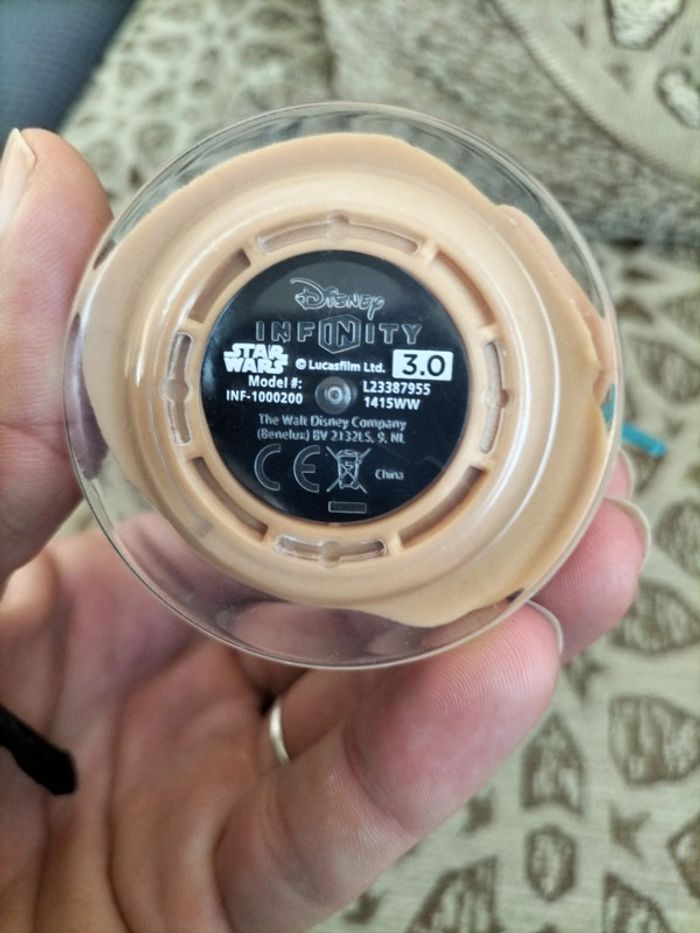 Disney
INFINITY
STAR WARS © Lucasfilm Ltd. 3.0
Model #: L23387955
INF-1000200 1415WW
The Walt Disney Company
(Benelux) BV 2132LS, 9, NL
CE China